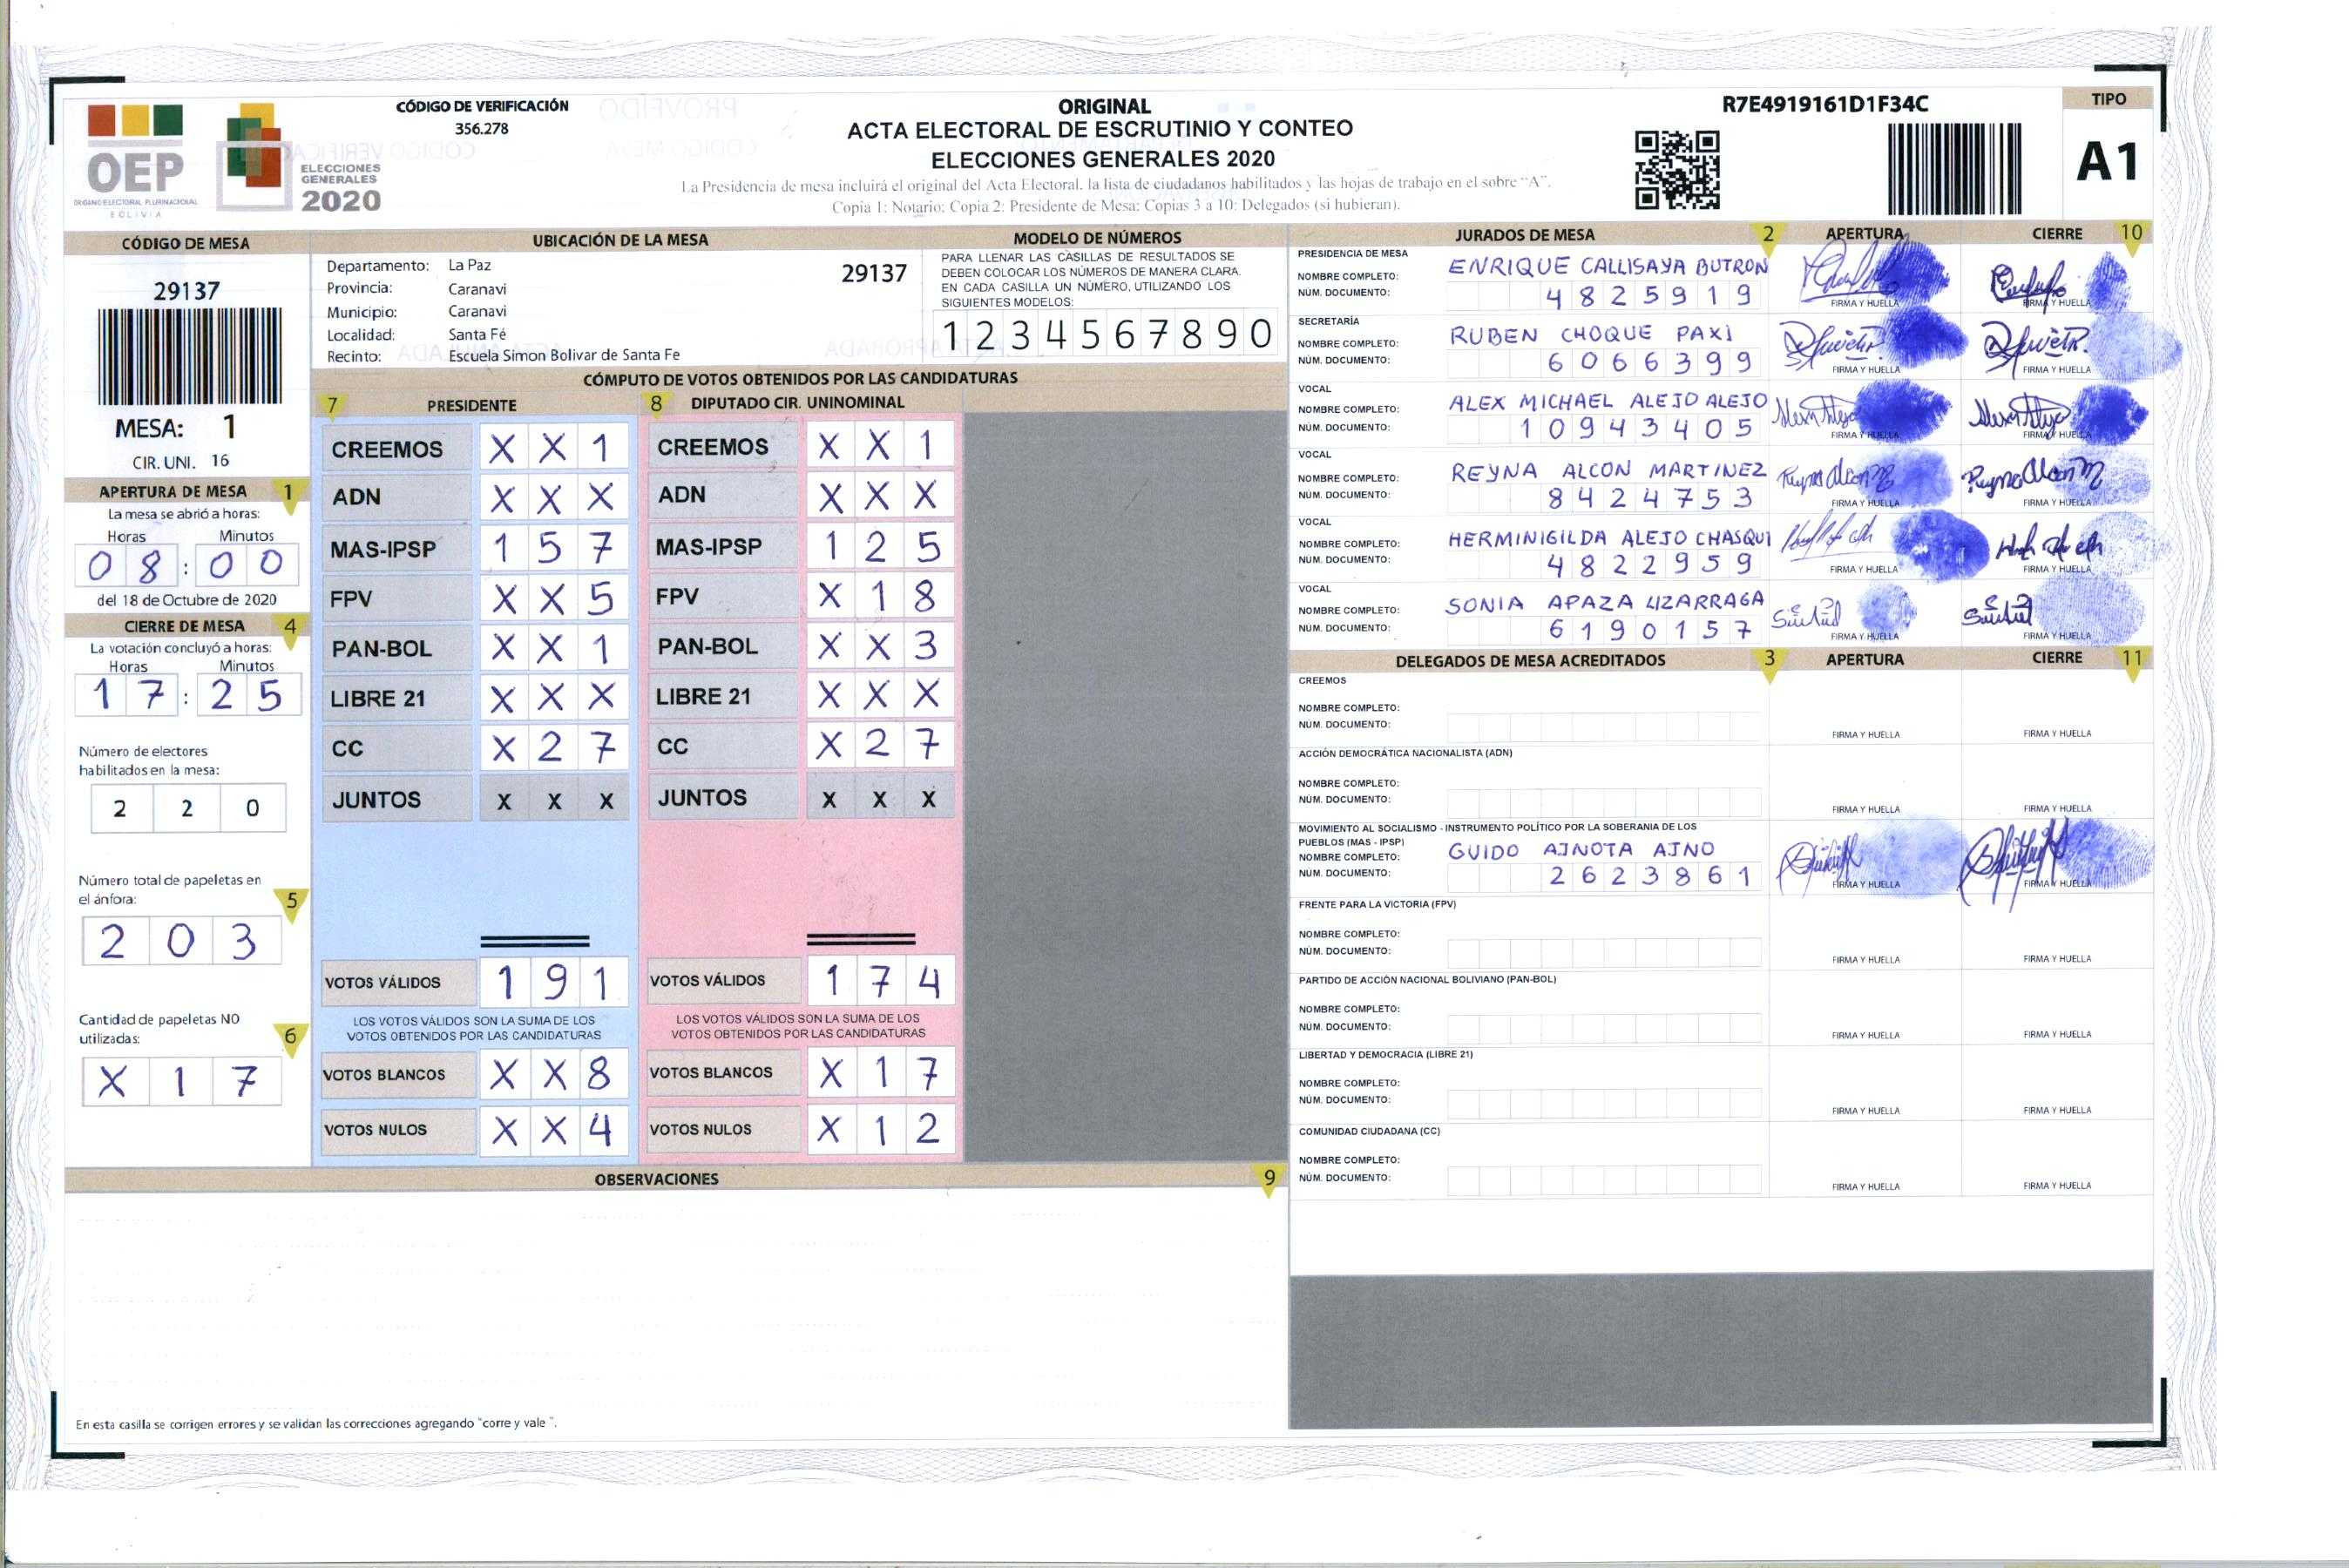 CÓDIGO DE VERIFICACIÓN
356.278
ORIGINAL
ACTA ELECTORAL DE ESCRUTINIO Y CONTEO
ELECCIONES GENERALES 2020
La Presidencia de mesa incluirá el original del Acta Electoral, la lista de ciudadanos habilitados y las hojas de trabajo en el sobre "A".
Copia 1: Notario; Copia 2: Presidente de Mesa; Copias 3 a 10: Delegados (si hubieran).
R7E4919161D1F34C
TIPO
A1
OEP
ÓRGANO ELECTORAL PLURINACIONAL
BOLIVIA
ELECCIONES
GENERALES
2020
CÓDIGO DE MESA
29137
MESA: 1
CIR. UNI. 16
APERTURA DE MESA 1
La mesa se abrió a horas:
Horas Minutos
08:00
del 18 de Octubre de 2020
CIERRE DE MESA 4
La votación concluyó a horas:
Horas Minutos
17:25
Número de electores
habilitados en la mesa:
2 2 0
Número total de papeletas en
el ánfora: 5
2 0 3
Cantidad de papeletas NO
utilizadas: 6
X 1 7
UBICACIÓN DE LA MESA
Departamento: La Paz
29137
Provincia: Caranavi
Municipio: Caranavi
Localidad: Santa Fé
Recinto: Escuela Simon Bolivar de Santa Fe
MODELO DE NÚMEROS
PARA LLENAR LAS CASILLAS DE RESULTADOS SE
DEBEN COLOCAR LOS NÚMEROS DE MANERA CLARA.
EN CADA CASILLA UN NÚMERO, UTILIZANDO LOS
SIGUIENTES MODELOS:
1 2 3 4 5 6 7 8 9 0
CÓMPUTO DE VOTOS OBTENIDOS POR LAS CANDIDATURAS
7 PRESIDENTE
CREEMOS X X 1
ADN X X X
MAS-IPSP 1 5 7
FPV X X 5
PAN-BOL X X 1
LIBRE 21 X X X
CC X 2 7
JUNTOS X X X
VOTOS VÁLIDOS 1 9 1
LOS VOTOS VÁLIDOS SON LA SUMA DE LOS
VOTOS OBTENIDOS POR LAS CANDIDATURAS
VOTOS BLANCOS X X 8
VOTOS NULOS X X 4
8 DIPUTADO CIR. UNINOMINAL
CREEMOS X X 1
ADN X X X
MAS-IPSP 1 2 5
FPV X 1 8
PAN-BOL X X 3
LIBRE 21 X X X
CC X 2 7
JUNTOS X X X
VOTOS VÁLIDOS 1 7 4
LOS VOTOS VÁLIDOS SON LA SUMA DE LOS
VOTOS OBTENIDOS POR LAS CANDIDATURAS
VOTOS BLANCOS X 1 7
VOTOS NULOS X 1 2
OBSERVACIONES 9
En esta casilla se corrigen errores y se validan las correcciones agregando "corre y vale ".
JURADOS DE MESA 2 APERTURA CIERRE 10
PRESIDENCIA DE MESA
NOMBRE COMPLETO: ENRIQUE CALLISAYA BUTRON
NÚM. DOCUMENTO: 4825919
FIRMA Y HUELLA FIRMA Y HUELLA
SECRETARÍA
NOMBRE COMPLETO: RUBEN CHOQUE PAXI
NÚM. DOCUMENTO: 6066399
FIRMA Y HUELLA FIRMA Y HUELLA
VOCAL
NOMBRE COMPLETO: ALEX MICHAEL ALEJO ALEJO
NÚM. DOCUMENTO: 10943405
FIRMA Y HUELLA FIRMA Y HUELLA
VOCAL
NOMBRE COMPLETO: REYNA ALCON MARTINEZ
NÚM. DOCUMENTO: 8424753
FIRMA Y HUELLA FIRMA Y HUELLA
VOCAL
NOMBRE COMPLETO: HERMINIGILDA ALEJO CHASQUI
NÚM. DOCUMENTO: 4822959
FIRMA Y HUELLA FIRMA Y HUELLA
VOCAL
NOMBRE COMPLETO: SONIA APAZA LIZARRAGA
NÚM. DOCUMENTO: 6190157
FIRMA Y HUELLA FIRMA Y HUELLA
DELEGADOS DE MESA ACREDITADOS 3 APERTURA CIERRE 11
CREEMOS
NOMBRE COMPLETO:
NÚM. DOCUMENTO:
FIRMA Y HUELLA FIRMA Y HUELLA
ACCIÓN DEMOCRÁTICA NACIONALISTA (ADN)
NOMBRE COMPLETO:
NÚM. DOCUMENTO:
FIRMA Y HUELLA FIRMA Y HUELLA
MOVIMIENTO AL SOCIALISMO - INSTRUMENTO POLÍTICO POR LA SOBERANIA DE LOS
PUEBLOS (MAS - IPSP)
NOMBRE COMPLETO: GUIDO AJNOTA AJNO
NÚM. DOCUMENTO: 2623861
FIRMA Y HUELLA FIRMA Y HUELLA
FRENTE PARA LA VICTORIA (FPV)
NOMBRE COMPLETO:
NÚM. DOCUMENTO:
FIRMA Y HUELLA FIRMA Y HUELLA
PARTIDO DE ACCIÓN NACIONAL BOLIVIANO (PAN-BOL)
NOMBRE COMPLETO:
NÚM. DOCUMENTO:
FIRMA Y HUELLA FIRMA Y HUELLA
LIBERTAD Y DEMOCRACIA (LIBRE 21)
NOMBRE COMPLETO:
NÚM. DOCUMENTO:
FIRMA Y HUELLA FIRMA Y HUELLA
COMUNIDAD CIUDADANA (CC)
NOMBRE COMPLETO:
NÚM. DOCUMENTO:
FIRMA Y HUELLA FIRMA Y HUELLA